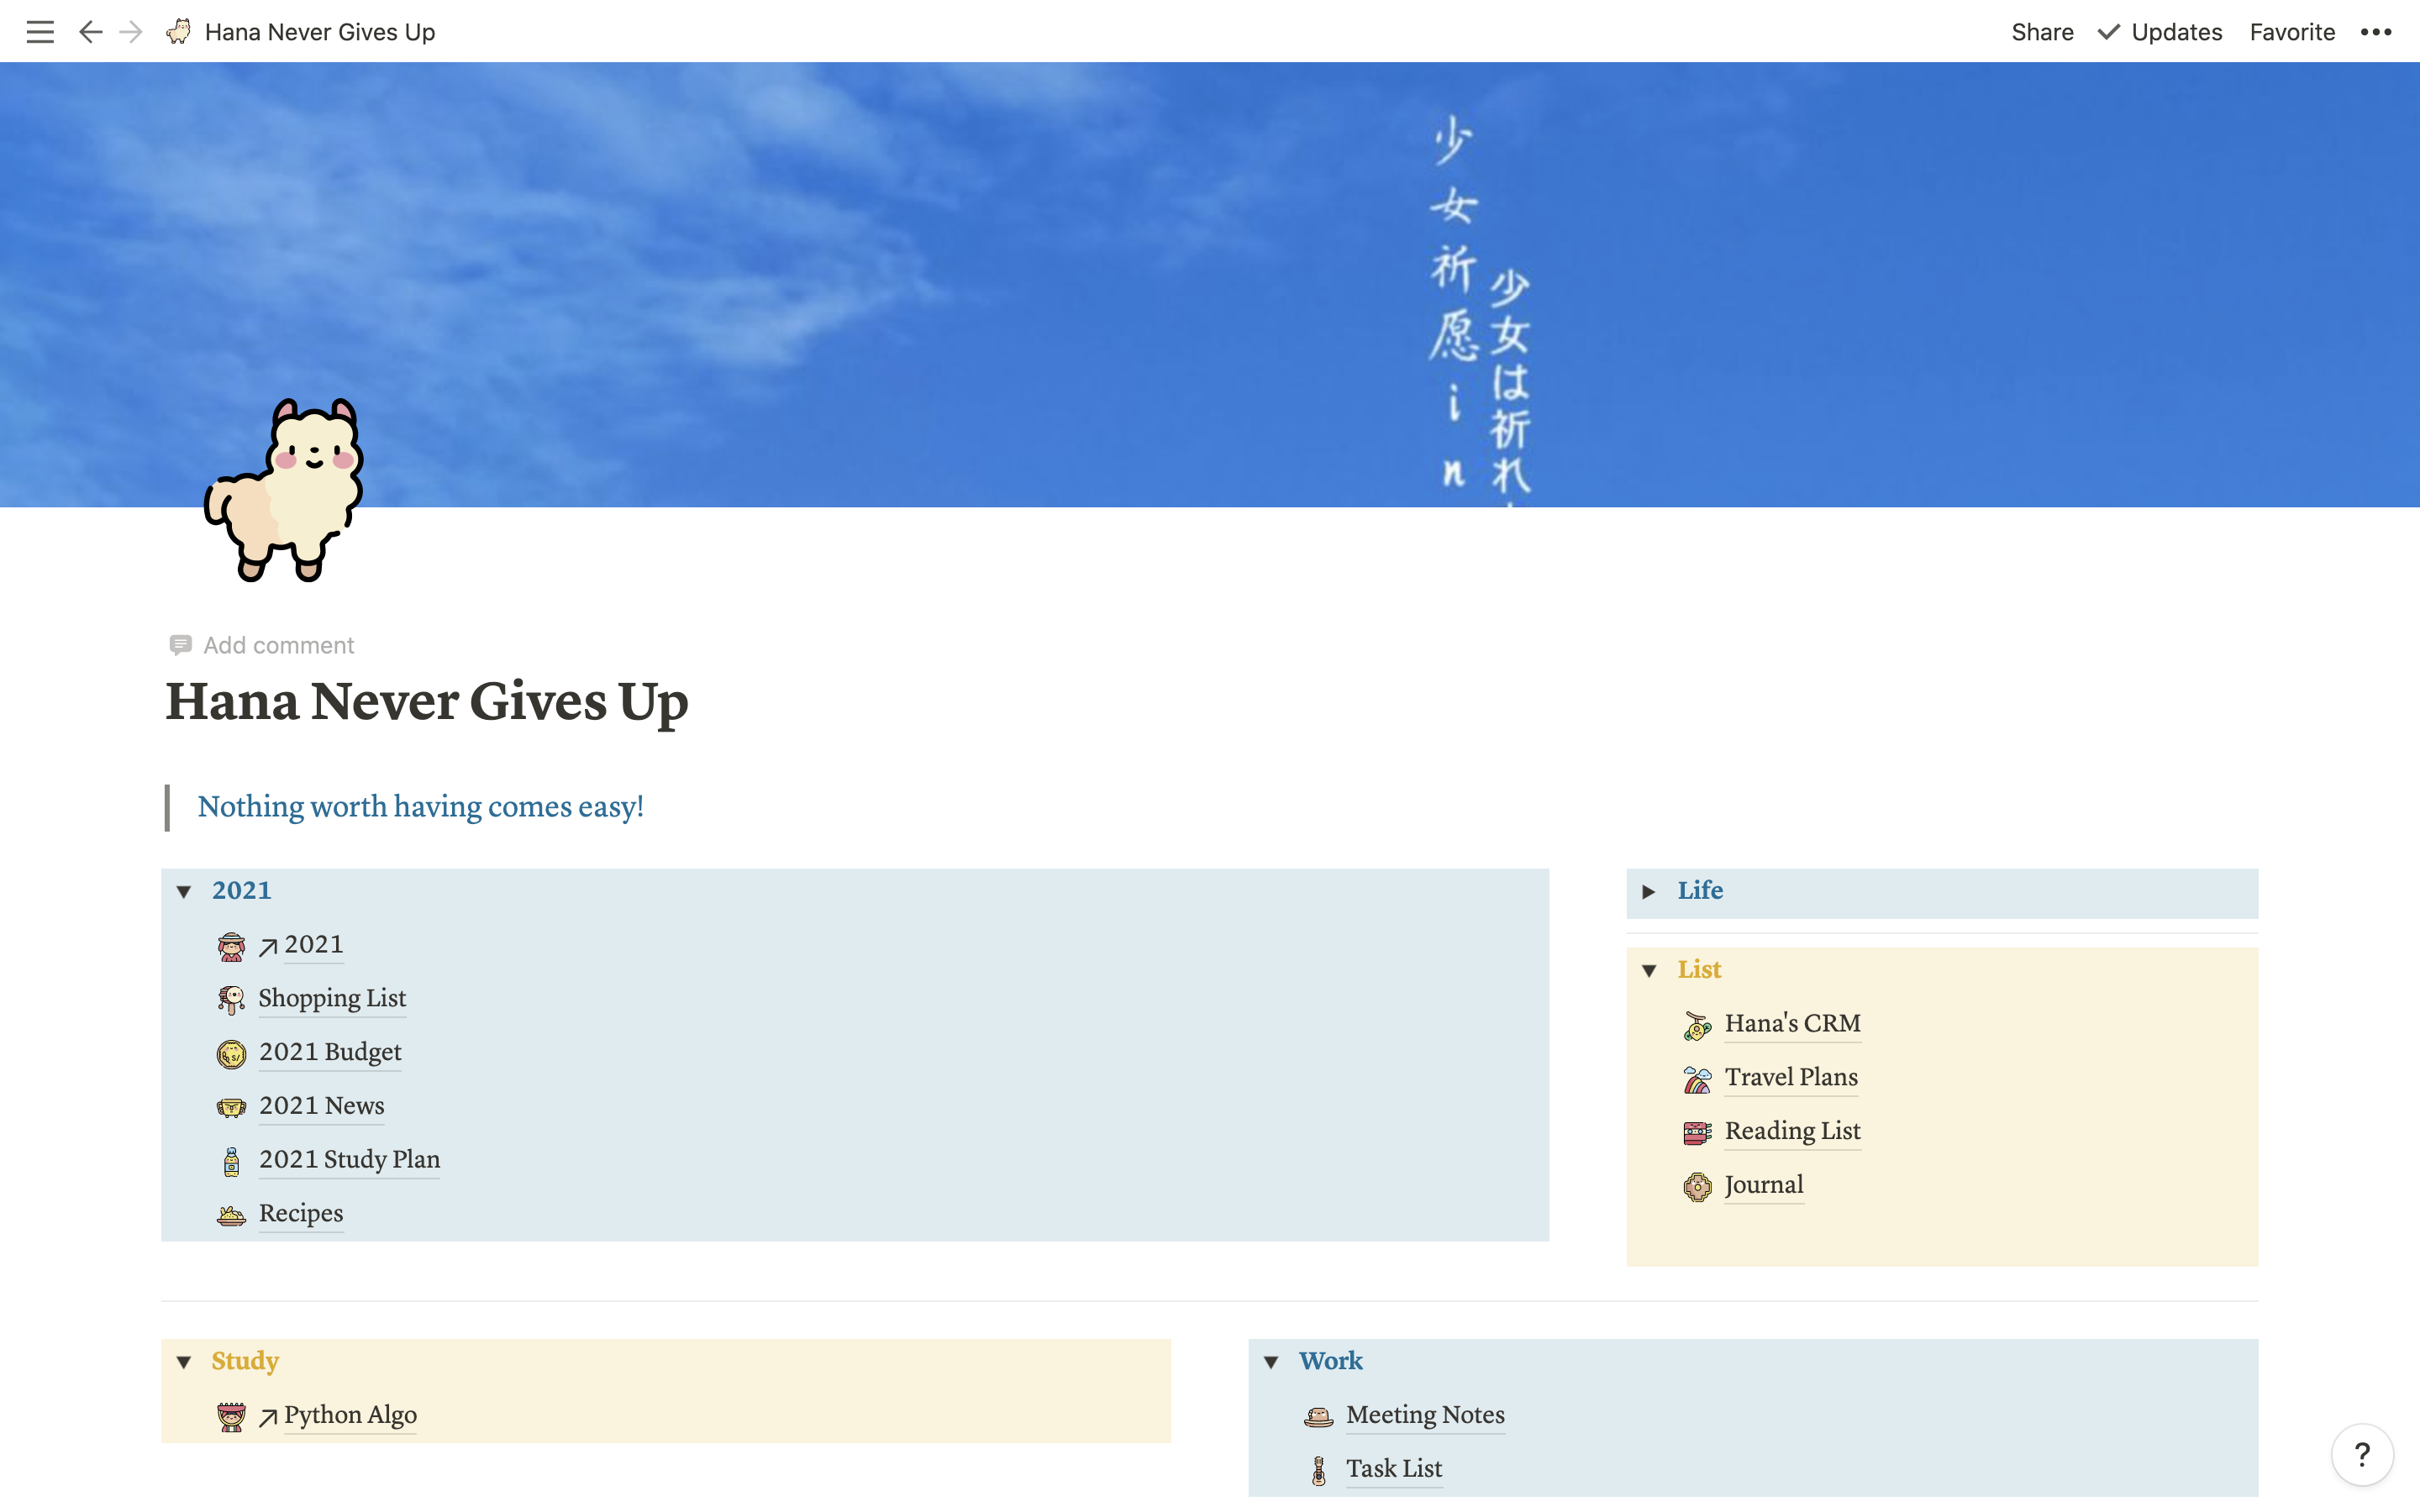 Hana Never Gives Up
Share
Updates
Favorite
少女祈愿in
少女は祈れ
Add comment
Hana Never Gives Up
Nothing worth having comes easy!
2021
2021
Shopping List
2021 Budget
2021 News
2021 Study Plan
Recipes
Life
List
Hana's CRM
Travel Plans
Reading List
Journal
Study
Python Algo
Work
Meeting Notes
Task List
?